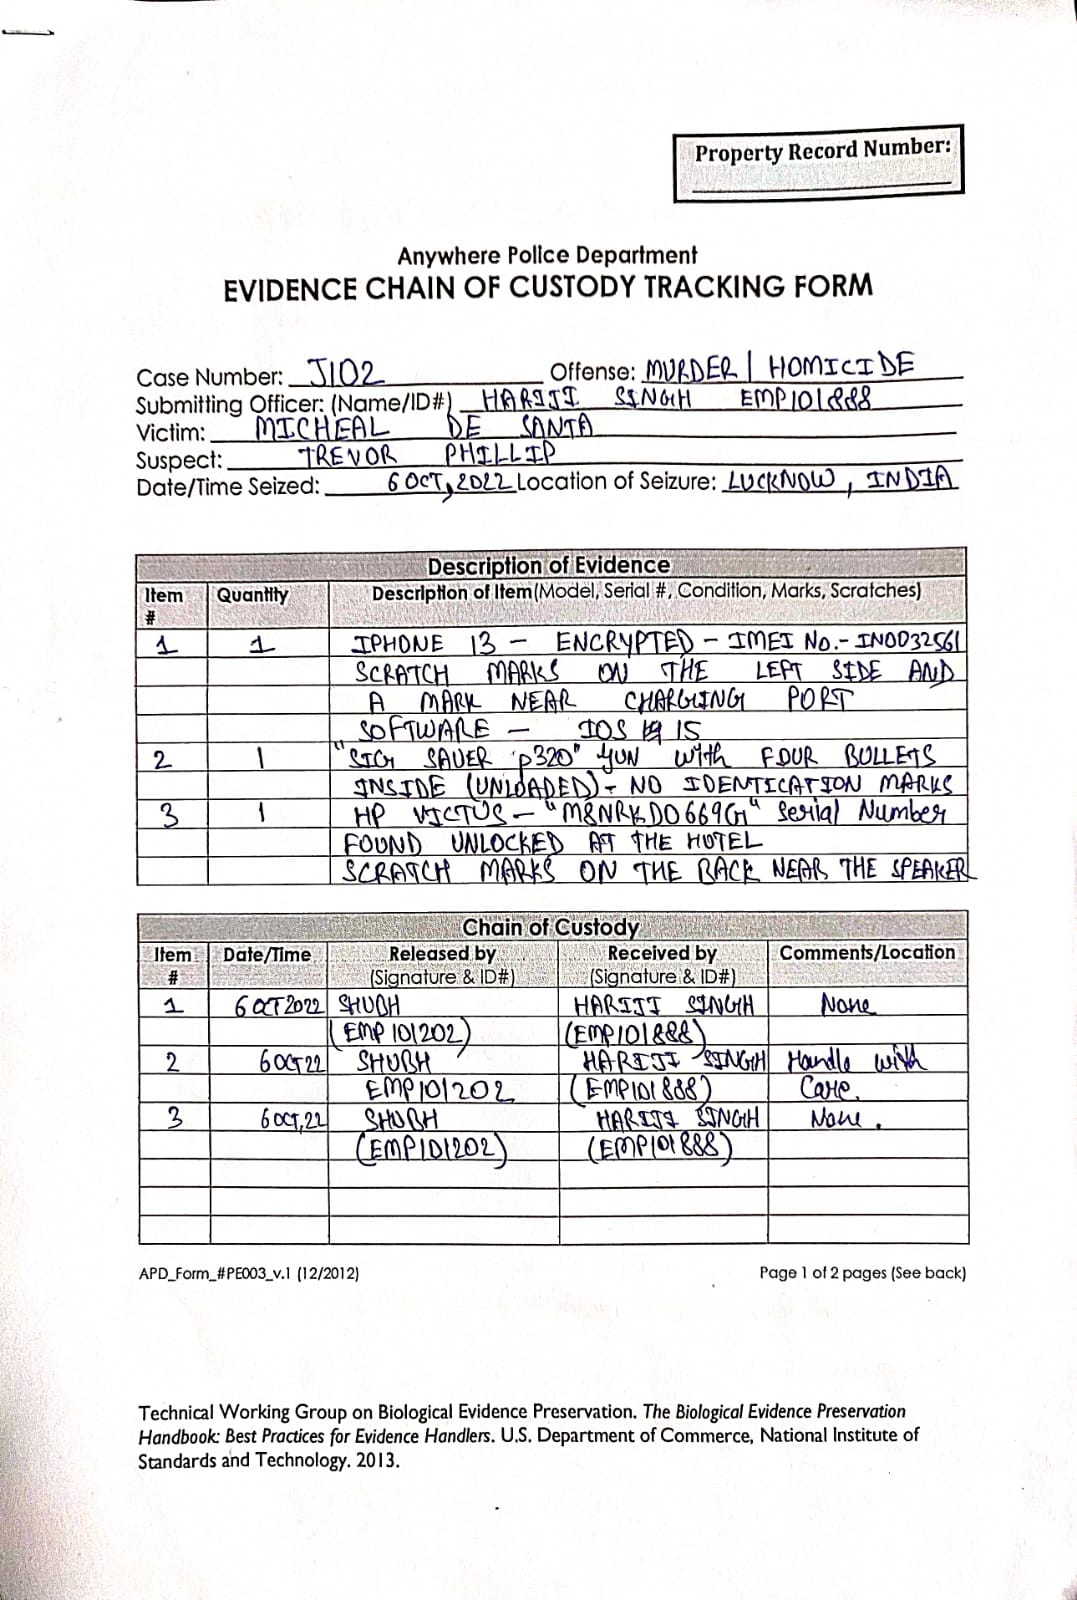 Property Record Number:
Anywhere Police Department
EVIDENCE CHAIN OF CUSTODY TRACKING FORM
Case Number: J102 Offense: MURDER | HOMICIDE
Submitting Officer: (Name/ID#) HARIJI SINGH EMP101888
Victim: MICHEAL DE SANTA
Suspect: TREVOR PHILLIP
Date/Time Seized: 6 OCT, 2022 Location of Seizure: LUCKNOW, INDIA
Description of Evidence
Item # Quantity Description of Item (Model, Serial #, Condition, Marks, Scratches)
1 1 IPHONE 13 - ENCRYPTED - IMEI No. - IN0032561
SCRATCH MARKS ON THE LEFT SIDE AND
A MARK NEAR CHARGING PORT
SOFTWARE - IOS 15
2 1 "SIG SAUER P320" gun with FOUR BULLETS
INSIDE (UNLOADED) - NO IDENTICATION MARKS
3 1 HP VICTUS - "M8NRKD0669G" Serial Number
FOUND UNLOCKED AT THE HOTEL
SCRATCH MARKS ON THE BACK NEAR THE SPEAKER
Chain of Custody
Item # Date/Time Released by (Signature & ID#) Received by (Signature & ID#) Comments/Location
1 6 OCT 2022 SHUBH HARIJI SINGH None
(EMP101202) (EMP101888)
2 6 OCT 22 SHUBH HARIJI SINGH Handle with
EMP101202 (EMP101888) Care.
3 6 OCT, 22 SHUBH HARIJI SINGH None.
(EMP101202) (EMP101888)
APD_Form_#PE003_v.1 (12/2012) Page 1 of 2 pages (See back)
Technical Working Group on Biological Evidence Preservation. The Biological Evidence Preservation
Handbook: Best Practices for Evidence Handlers. U.S. Department of Commerce, National Institute of
Standards and Technology. 2013.